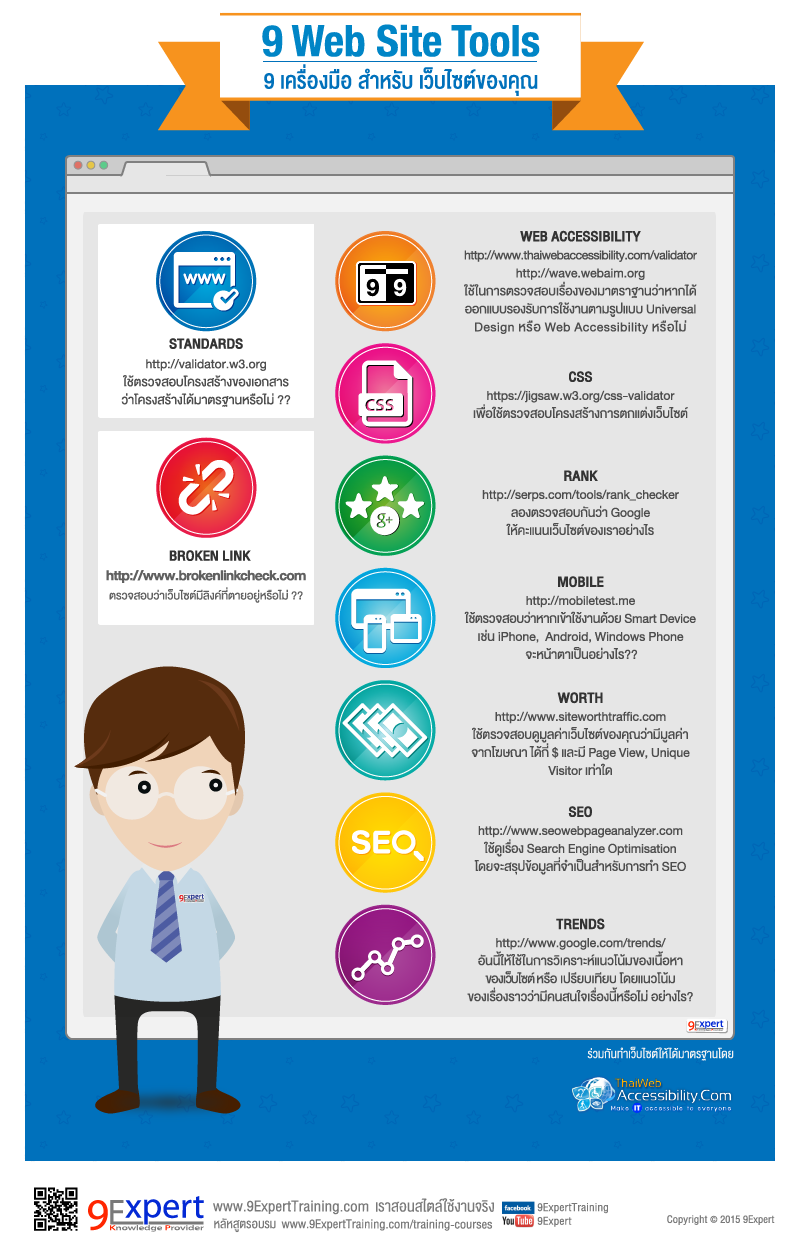 9 Web Site Tools
9 เครื่องมือ สำหรับ เว็บไซต์ของคุณ
www
STANDARDS
http://validator.w3.org
ใช้ตรวจสอบโครงสร้างของเอกสาร
ว่าโครงสร้างได้มาตรฐานหรือไม่ ??
BROKEN LINK
http://www.brokenlinkcheck.com
ตรวจสอบว่าเว็บไซต์มีลิงค์ที่ตายอยู่หรือไม่ ??
9 9
WEB ACCESSIBILITY
http://www.thaiwebaccessibility.com/validator
http://wave.webaim.org
ใช้ในการตรวจสอบเรื่องของมาตราฐานว่าหากได้
ออกแบบรองรับการใช้งานตามรูปแบบ Universal
Design หรือ Web Accessibility หรือไม่
CSS
CSS
https://jigsaw.w3.org/css-validator
เพื่อใช้ตรวจสอบโครงสร้างการตกแต่งเว็บไซต์
g+
RANK
http://serps.com/tools/rank_checker
ลองตรวจสอบกันว่า Google
ให้คะแนนเว็บไซต์ของเราอย่างไร
MOBILE
http://mobiletest.me
ใช้ตรวจสอบว่าหากเข้าใช้งานด้วย Smart Device
เช่น iPhone, Android, Windows Phone
จะหน้าตาเป็นอย่างไร??
WORTH
http://www.siteworthtraffic.com
ใช้ตรวจสอบดูมูลค่าเว็บไซต์ของคุณว่ามีมูลค่า
จากโฆษณา ได้กี่ $ และมี Page View, Unique
Visitor เท่าใด
SEO
SEO
http://www.seowebpageanalyzer.com
ใช้ดูเรื่อง Search Engine Optimisation
โดยจะสรุปข้อมูลที่จำเป็นสำหรับการทำ SEO
TRENDS
http://www.google.com/trends/
อันนี้ให้ใช้ในการวิเคราะห์แนวโน้มของเนื้อหา
ของเว็บไซต์ หรือ เปรียบเทียบ โดยแนวโน้ม
ของเรื่องราวว่ามีคนสนใจเรื่องนี้หรือไม่ อย่างไร?
9Expert
9Expert
ร่วมกันทำเว็บไซต์ให้ได้มาตรฐานโดย
ThaiWeb
Accessibility.Com
Make IT accessible to everyone
9Expert
Knowledge Provider
www.9ExpertTraining.com เราสอนสไตล์ใช้งานจริง
หลักสูตรอบรม www.9ExpertTraining.com/training-courses
facebook 9ExpertTraining
YouTube 9Expert
Copyright © 2015 9Expert